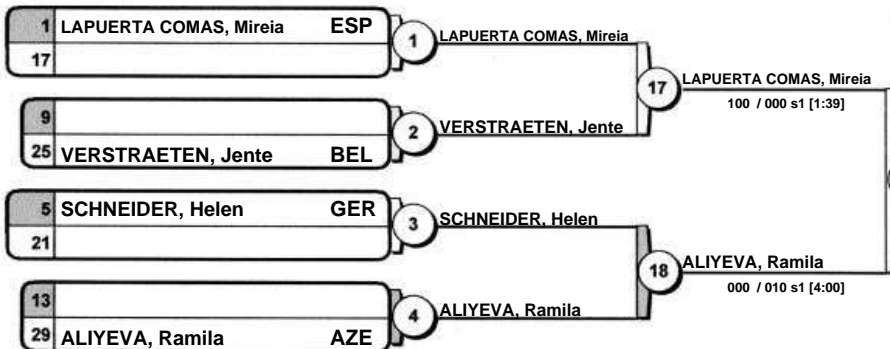 1 LAPUERTA COMAS, Mireia ESP
17
9
25 VERSTRAETEN, Jente BEL
5 SCHNEIDER, Helen GER
21
13
29 ALIYEVA, Ramila AZE
1 LAPUERTA COMAS, Mireia
2 VERSTRAETEN, Jente
3 SCHNEIDER, Helen
4 ALIYEVA, Ramila
17 LAPUERTA COMAS, Mireia
100 / 000 s1 [1:39]
18 ALIYEVA, Ramila
000 / 010 s1 [4:00]